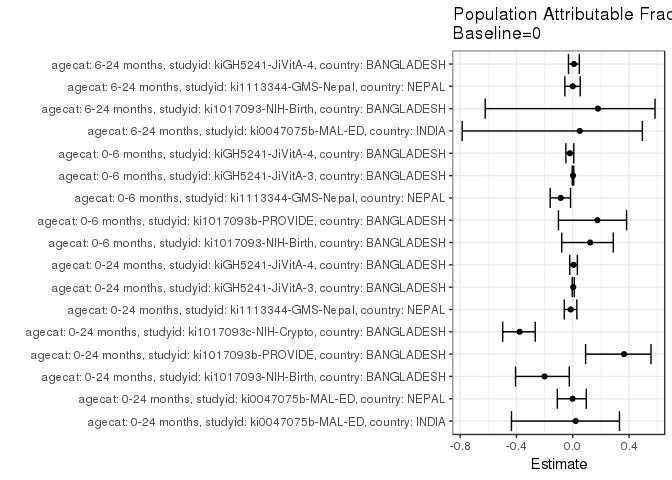 Population Attributable Frac
Baseline=0
agecat: 6-24 months, studyid: kiGH5241-JiVitA-4, country: BANGLADESH
agecat: 6-24 months, studyid: ki1113344-GMS-Nepal, country: NEPAL
agecat: 6-24 months, studyid: ki1017093-NIH-Birth, country: BANGLADESH
agecat: 6-24 months, studyid: ki0047075b-MAL-ED, country: INDIA
agecat: 0-6 months, studyid: kiGH5241-JiVitA-4, country: BANGLADESH
agecat: 0-6 months, studyid: kiGH5241-JiVitA-3, country: BANGLADESH
agecat: 0-6 months, studyid: ki1113344-GMS-Nepal, country: NEPAL
agecat: 0-6 months, studyid: ki1017093b-PROVIDE, country: BANGLADESH
agecat: 0-6 months, studyid: ki1017093-NIH-Birth, country: BANGLADESH
agecat: 0-24 months, studyid: kiGH5241-JiVitA-4, country: BANGLADESH
agecat: 0-24 months, studyid: kiGH5241-JiVitA-3, country: BANGLADESH
agecat: 0-24 months, studyid: ki1113344-GMS-Nepal, country: NEPAL
agecat: 0-24 months, studyid: ki1017093c-NIH-Crypto, country: BANGLADESH
agecat: 0-24 months, studyid: ki1017093b-PROVIDE, country: BANGLADESH
agecat: 0-24 months, studyid: ki1017093-NIH-Birth, country: BANGLADESH
agecat: 0-24 months, studyid: ki0047075b-MAL-ED, country: NEPAL
agecat: 0-24 months, studyid: ki0047075b-MAL-ED, country: INDIA
-0.8 -0.4 0.0 0.4
Estimate